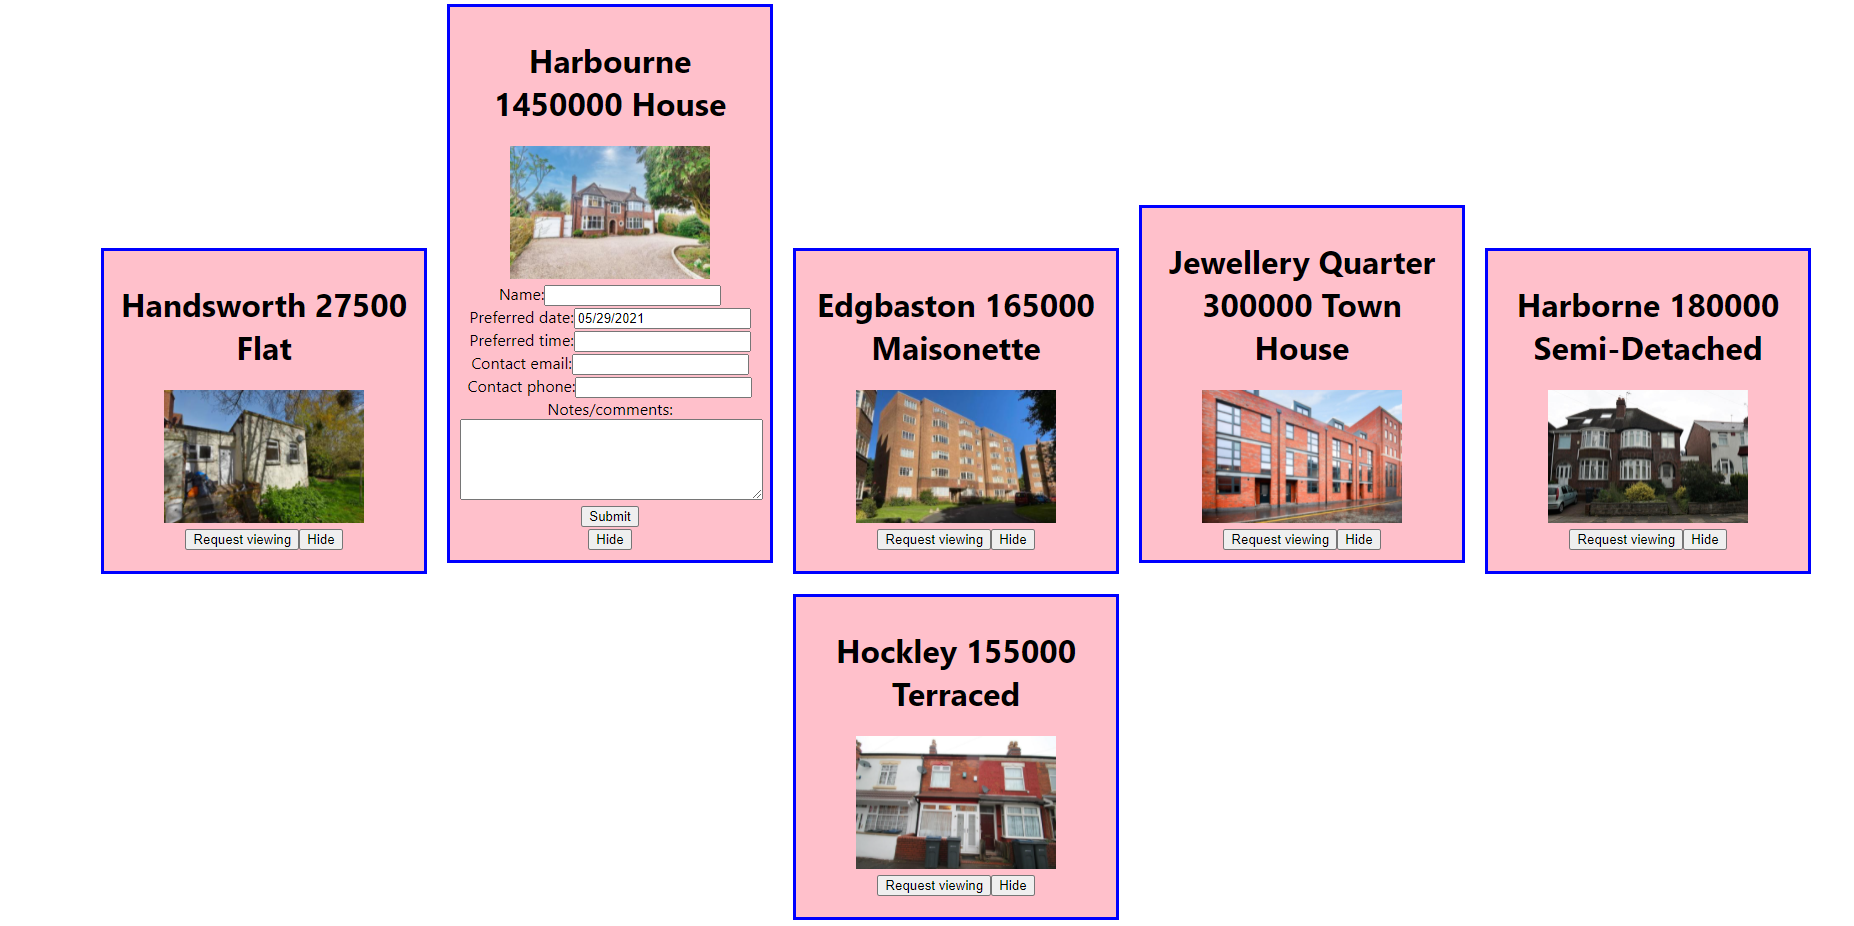 Handsworth 27500
Flat
Request viewing Hide
Harbourne
1450000 House
Name:
Preferred date: 05/29/2021
Preferred time:
Contact email:
Contact phone:
Notes/comments:
Submit
Hide
Edgbaston 165000
Maisonette
Request viewing Hide
Jewellery Quarter
300000 Town
House
Request viewing Hide
Harborne 180000
Semi-Detached
Request viewing Hide
Hockley 155000
Terraced
Request viewing Hide